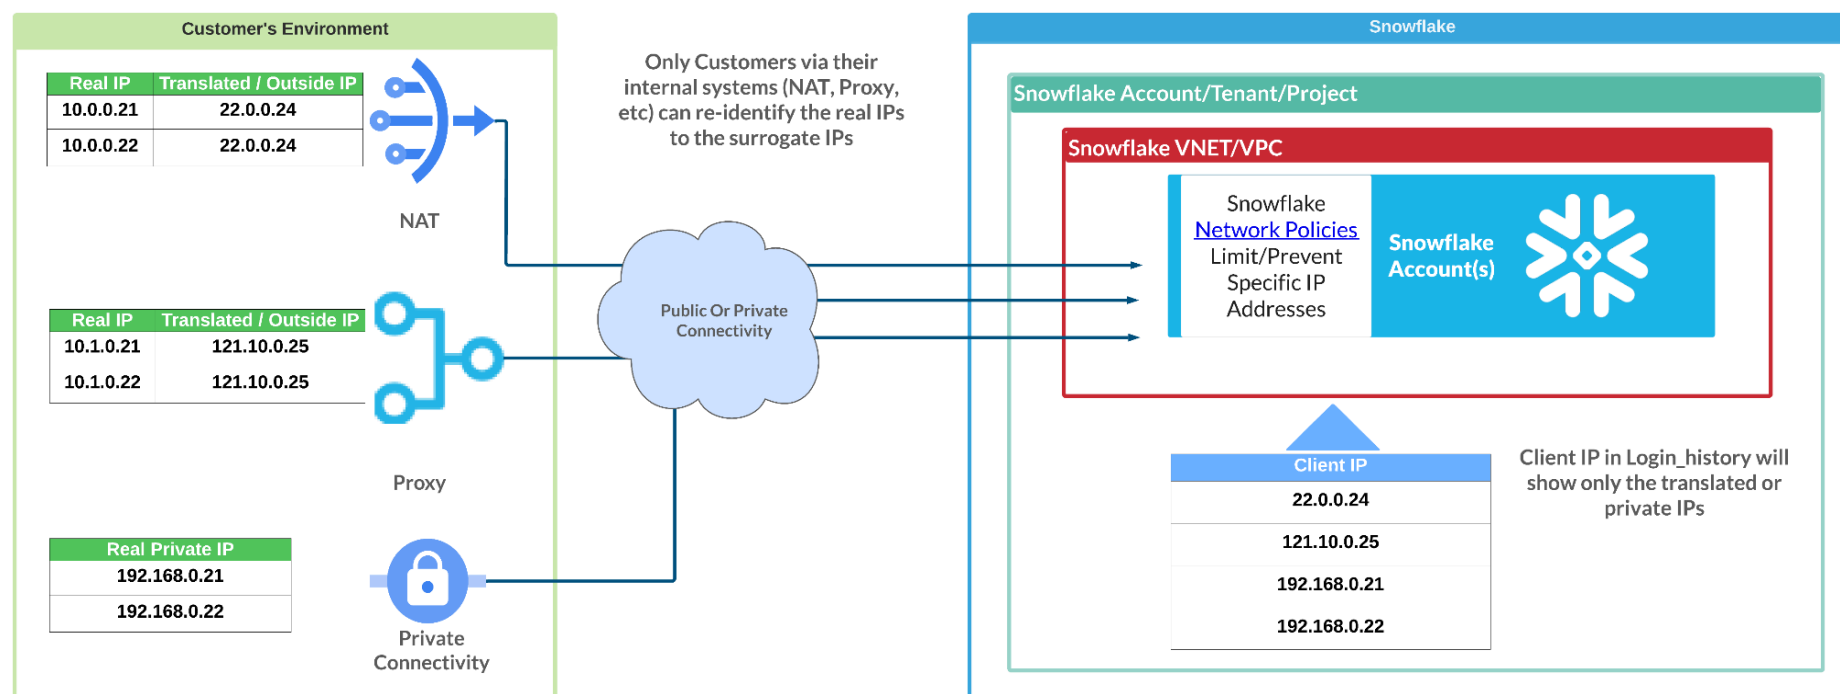 Customer's Environment
Real IP Translated / Outside IP
10.0.0.21 22.0.0.24
10.0.0.22 22.0.0.24
NAT
Real IP Translated / Outside IP
10.1.0.21 121.10.0.25
10.1.0.22 121.10.0.25
Proxy
Real Private IP
192.168.0.21
192.168.0.22
Private
Connectivity
Only Customers via their
internal systems (NAT, Proxy,
etc) can re-identify the real IPs
to the surrogate IPs
Public Or Private
Connectivity
Snowflake
Snowflake Account/Tenant/Project
Snowflake VNET/VPC
Snowflake
Network Policies
Limit/Prevent
Specific IP
Addresses
Snowflake
Account(s)
Client IP
22.0.0.24
121.10.0.25
192.168.0.21
192.168.0.22
Client IP in Login_history will
show only the translated or
private IPs